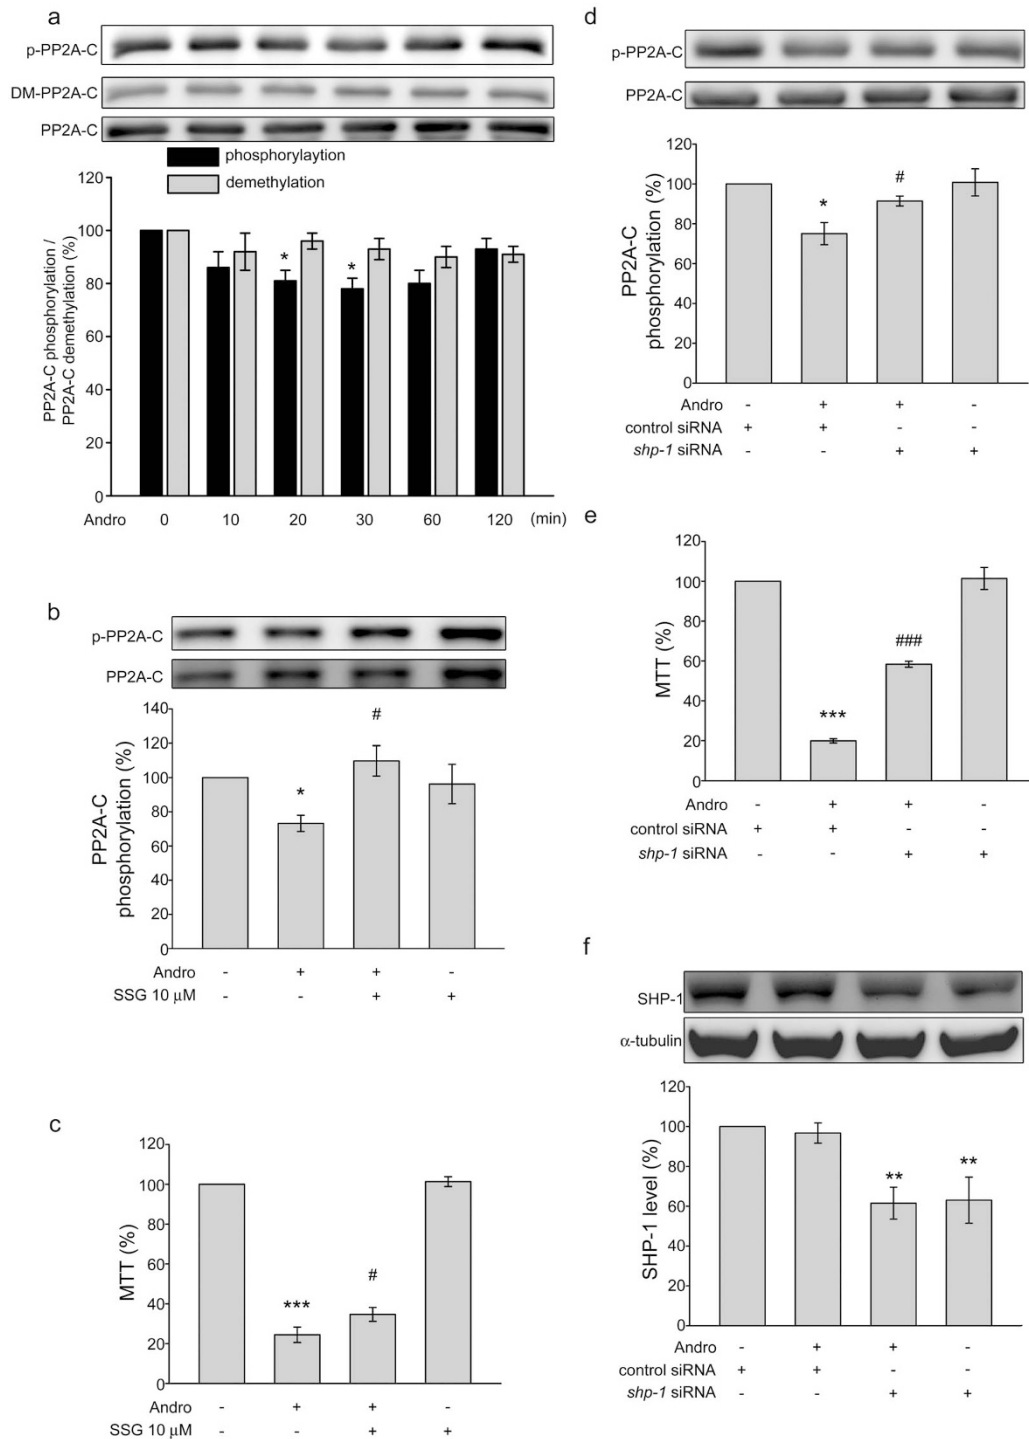 a
p-PP2A-C
DM-PP2A-C
PP2A-C
phosphorylaytion
demethylation
PP2A-C phosphorylation /
PP2A-C demethylation (%)
120
100
80
60
40
20
0
* *
Andro 0 10 20 30 60 120 (min)
b
p-PP2A-C
PP2A-C
PP2A-C
phosphorylation (%)
140
120
100
80
60
40
20
0
* #
Andro - + + -
SSG 10 μM - - + +
c
MTT (%)
120
100
80
60
40
20
0
*** #
Andro - + + -
SSG 10 μM - - + +
d
p-PP2A-C
PP2A-C
PP2A-C
phosphorylation (%)
120
100
80
60
40
20
0
* #
Andro - + + -
control siRNA + + - -
shp-1 siRNA - - + +
e
MTT (%)
120
100
80
60
40
20
0
*** ###
Andro - + + -
control siRNA + + - -
shp-1 siRNA - - + +
f
SHP-1
α-tubulin
SHP-1 level (%)
120
100
80
60
40
20
0
** **
Andro - + + -
control siRNA + + - -
shp-1 siRNA - - + +